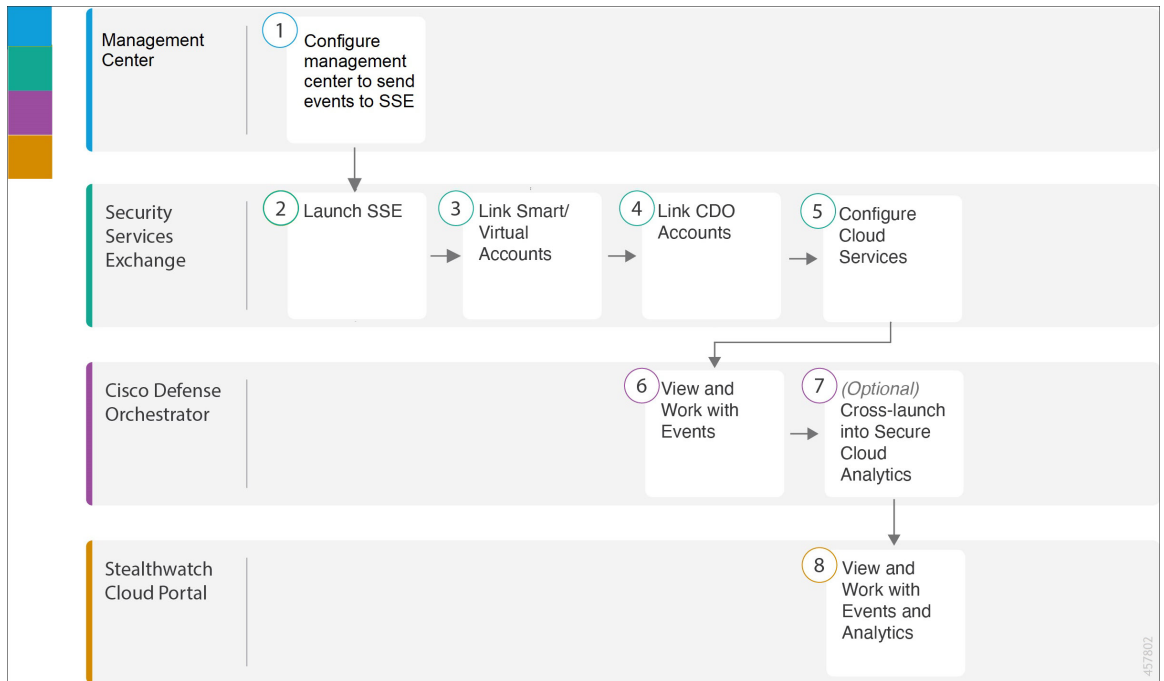 Management
Center
1
Configure
management
center to send
events to SSE
Security
Services
Exchange
2
Launch SSE
3
Link Smart/
Virtual
Accounts
4
Link CDO
Accounts
5
Configure
Cloud
Services
Cisco Defense
Orchestrator
6
View and
Work with
Events
7
(Optional)
Cross-launch
into Secure
Cloud
Analytics
Stealthwatch
Cloud Portal
8
View and
Work with
Events and
Analytics
457802